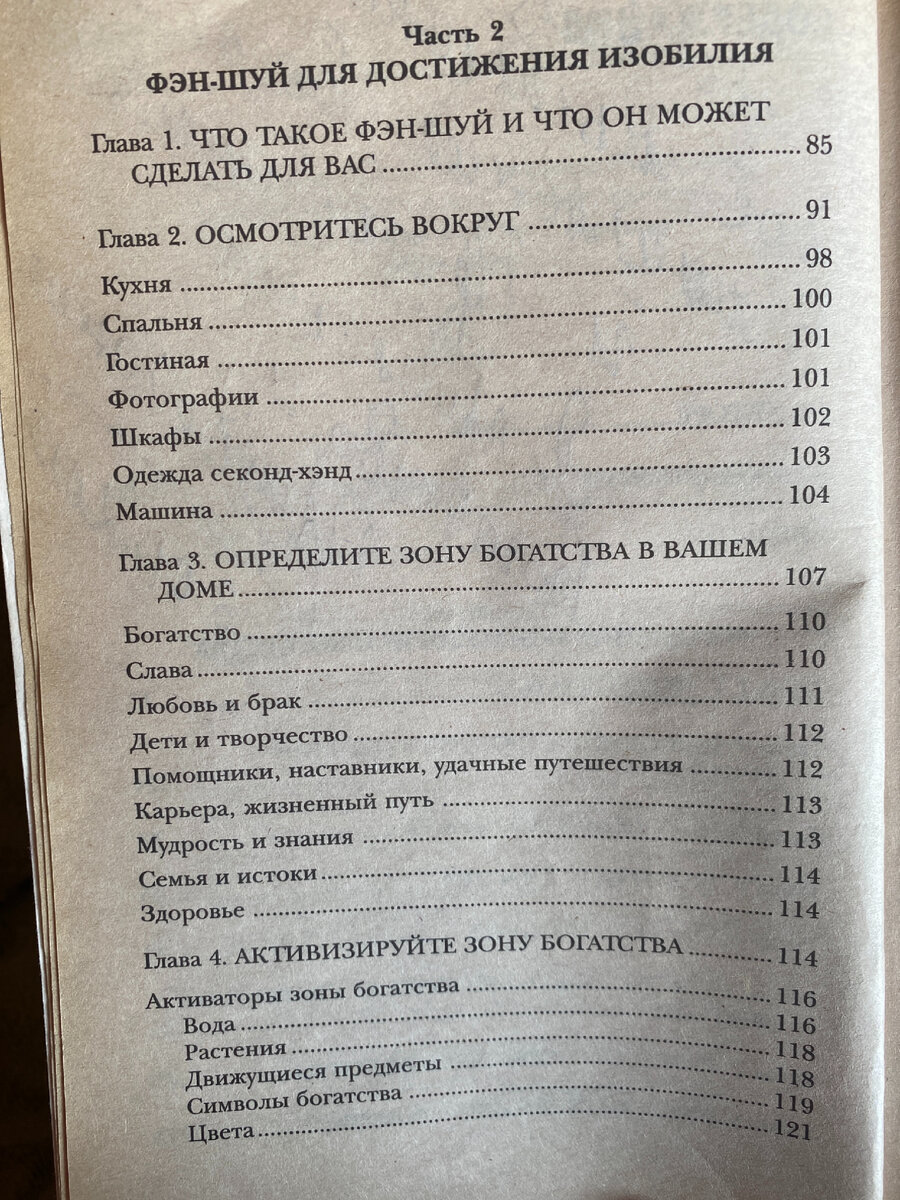 Часть 2
ФЭН-ШУЙ ДЛЯ ДОСТИЖЕНИЯ ИЗОБИЛИЯ
Глава 1. ЧТО ТАКОЕ ФЭН-ШУЙ И ЧТО ОН МОЖЕТ
СДЕЛАТЬ ДЛЯ ВАС ........ 85
Глава 2. ОСМОТРИТЕСЬ ВОКРУГ ........ 91
Кухня ........ 98
Спальня ........ 100
Гостиная ........ 101
Фотографии ........ 101
Шкафы ........ 102
Одежда секонд-хэнд ........ 103
Машина ........ 104
Глава 3. ОПРЕДЕЛИТЕ ЗОНУ БОГАТСТВА В ВАШЕМ
ДОМЕ ........ 107
Богатство ........ 110
Слава ........ 110
Любовь и брак ........ 111
Дети и творчество ........ 112
Помощники, наставники, удачные путешествия ........ 112
Карьера, жизненный путь ........ 113
Мудрость и знания ........ 113
Семья и истоки ........ 114
Здоровье ........ 114
Глава 4. АКТИВИЗИРУЙТЕ ЗОНУ БОГАТСТВА ........ 114
Активаторы зоны богатства ........ 116
Вода ........ 116
Растения ........ 118
Движущиеся предметы ........ 118
Символы богатства ........ 119
Цвета ........ 121